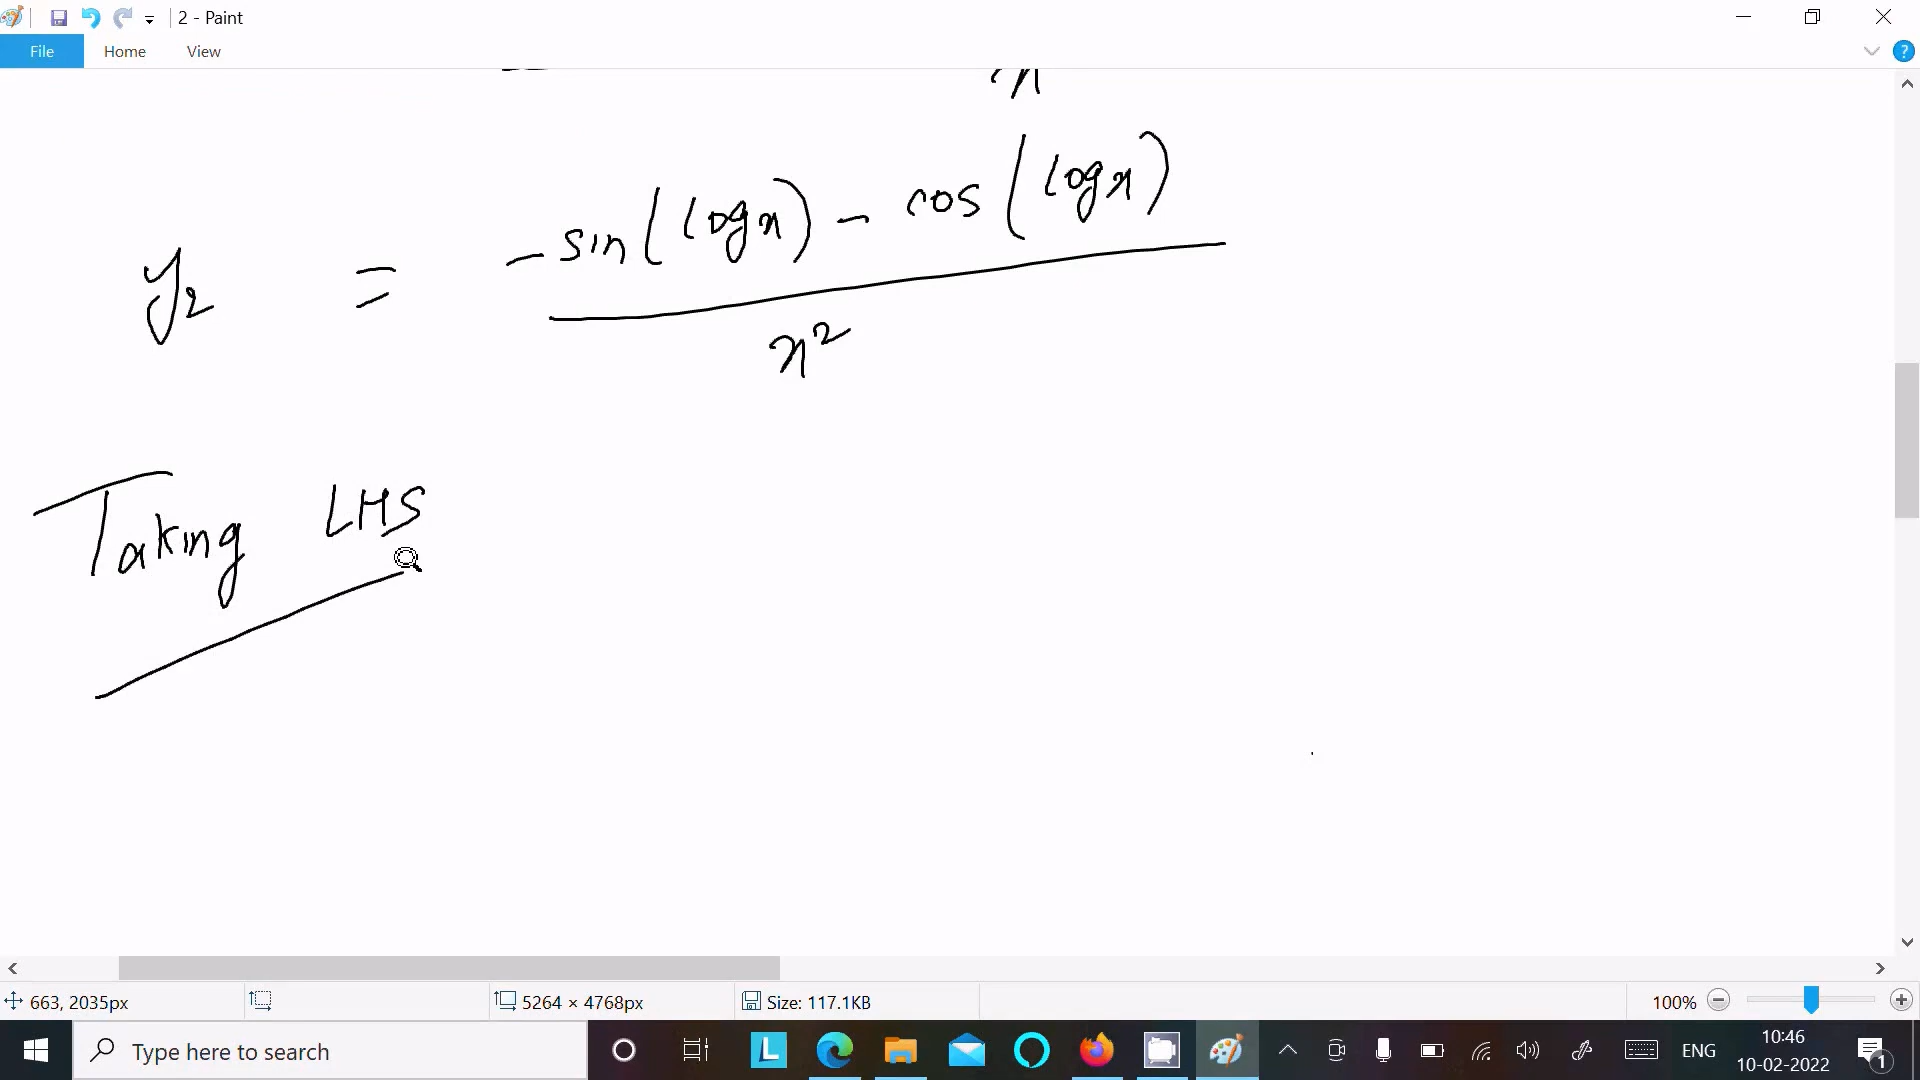 2 - Paint
File Home View
x
y₂ = -sin(logx) - cos(logx)
x²
Taking LHS
663, 2035px 5264 × 4768px Size: 117.1KB 100%
Type here to search L ENG 10:46
10-02-2022 1